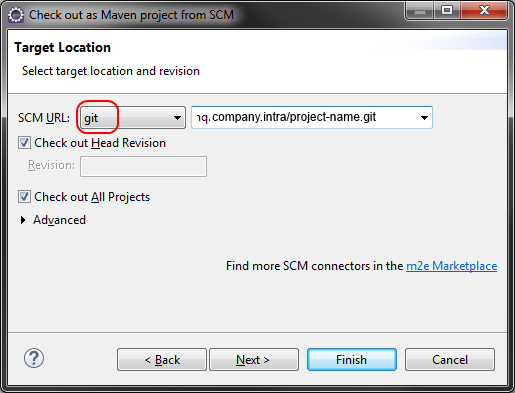 Check out as Maven project from SCM
Target Location
Select target location and revision
SCM URL: git nq.company.intra/project-name.git
Check out Head Revision
Revision:
Check out All Projects
Advanced
Find more SCM connectors in the m2e Marketplace
? < Back Next > Finish Cancel